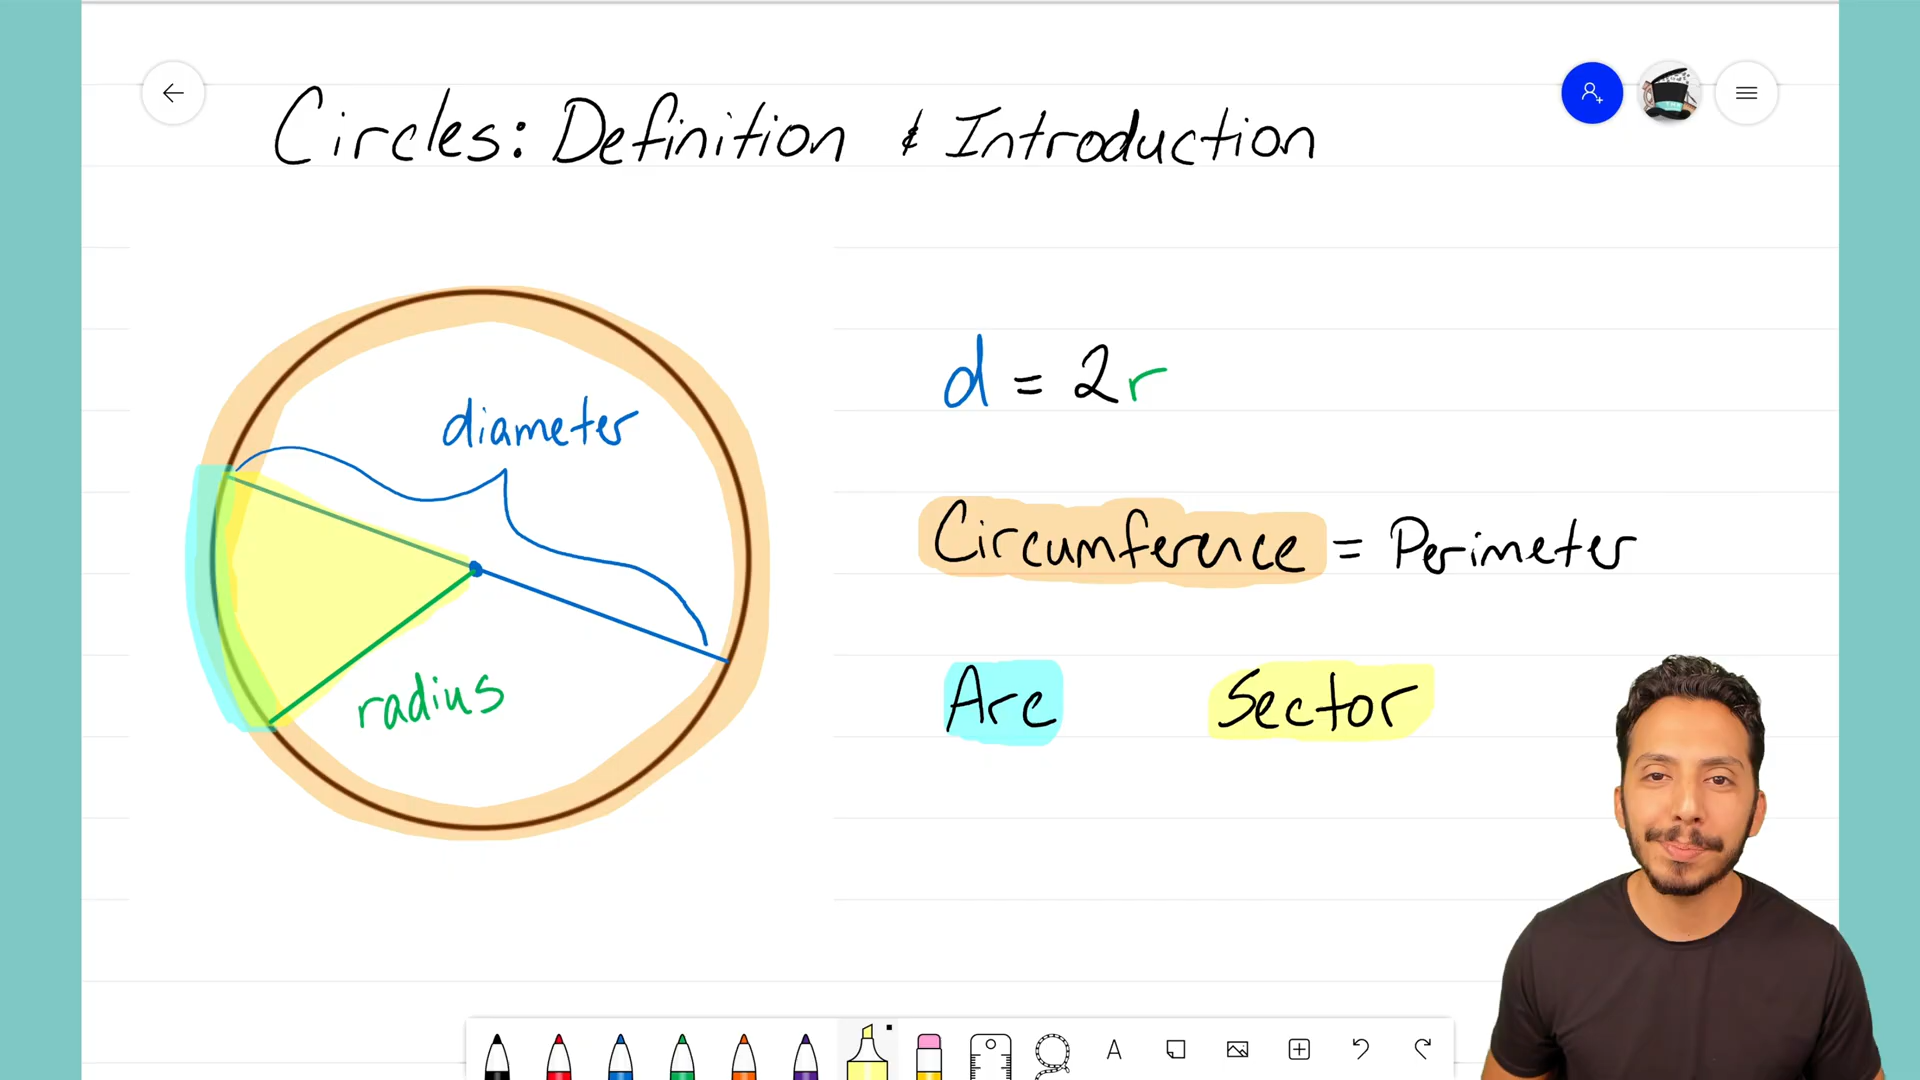 Circles: Definition & Introduction
diameter
radius
d = 2r
Circumference = Perimeter
Arc Sector
A